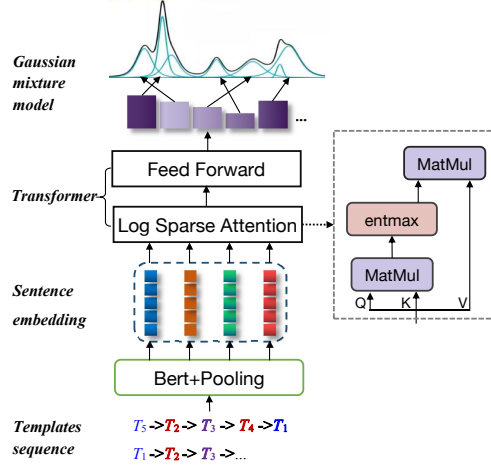 Gaussian
mixture
model
...
Transformer
Feed Forward
Log Sparse Attention
MatMul
entmax
MatMul
Q K V
Sentence
embedding
Bert+Pooling
Templates
sequence
T5->T2->T3->T4->T1
T1->T2->T3->...